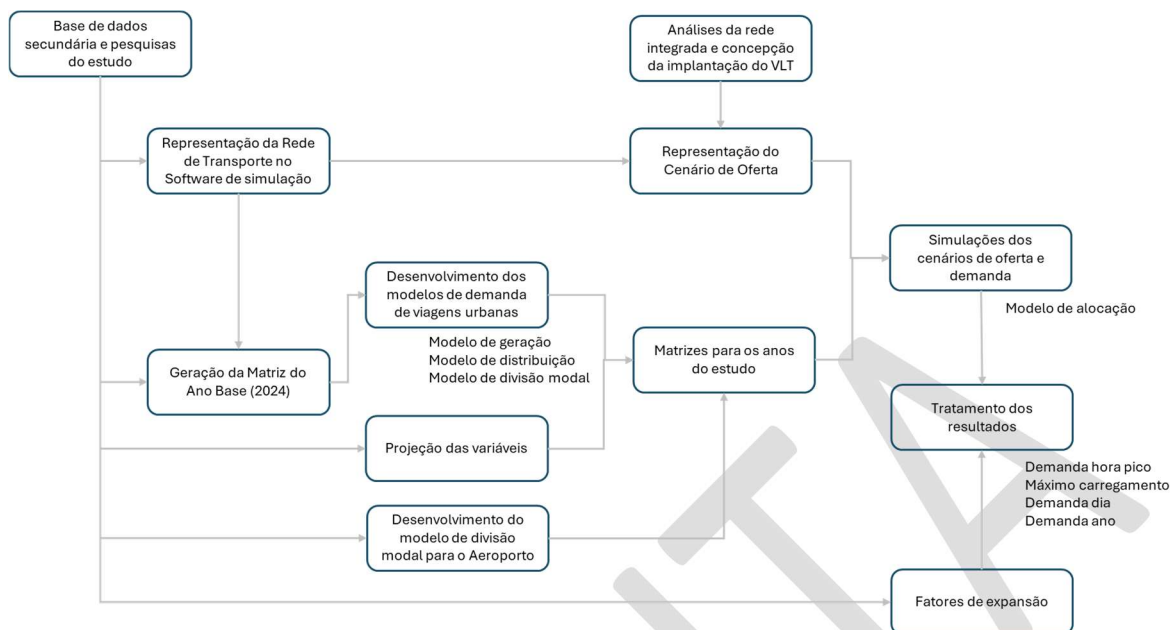 Base de dados
secundária e pesquisas
do estudo
Análises da rede
integrada e concepção
da implantação do VLT
Representação da Rede
de Transporte no
Software de simulação
Representação do
Cenário de Oferta
Simulações dos
cenários de oferta e
demanda
Modelo de alocação
Desenvolvimento dos
modelos de demanda
de viagens urbanas
Modelo de geração
Modelo de distribuição
Modelo de divisão modal
Geração da Matriz do
Ano Base (2024)
Matrizes para os anos
do estudo
Tratamento dos
resultados
Projeção das variáveis
Demanda hora pico
Máximo carregamento
Demanda dia
Demanda ano
Desenvolvimento do
modelo de divisão
modal para o Aeroporto
Fatores de expansão